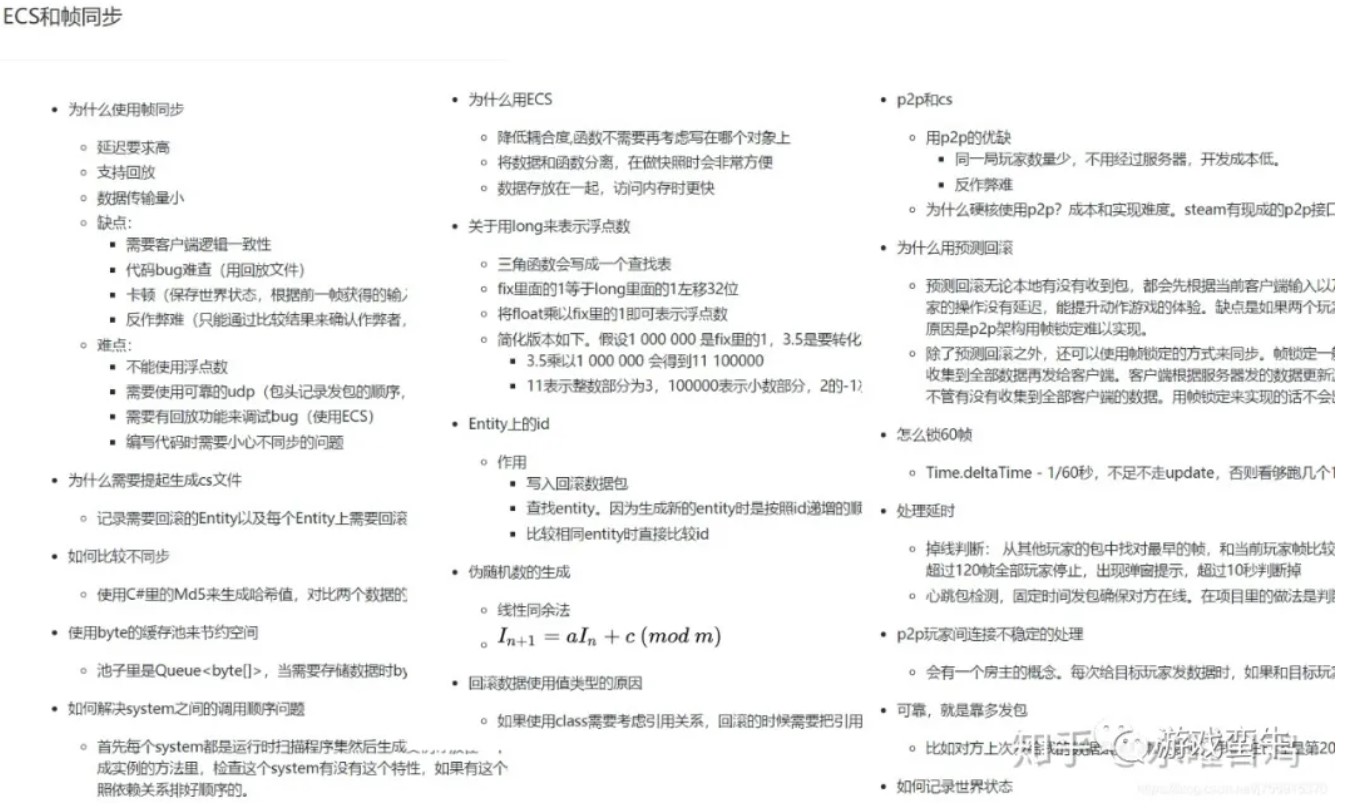 ECS和帧同步
为什么使用帧同步
延迟要求高
支持回放
数据传输量小
缺点：
需要客户端逻辑一致性
代码bug难查（用回放文件）
卡顿（保存世界状态，根据前一帧获得的输
反作弊难（只能通过比较结果来确认作弊者，
难点：
不能使用浮点数
需要使用可靠的udp（包头记录发包的顺序，
需要有回放功能来调试bug（使用ECS）
编写代码时需要小心不同步的问题
为什么需要提起生成cs文件
记录需要回滚的Entity以及每个Entity上需要回滚
如何比较不同步
使用C#里的Md5来生成哈希值，对比两个数据的
使用byte的缓存池来节约空间
池子里是Queue<byte[]>，当需要存储数据时by
如何解决system之间的调用顺序问题
首先每个system都是运行时扫描程序集然后生成
成实例的方法里，检查这个system有没有这个特性，如果有这个
照依赖关系排好顺序的。
为什么用ECS
降低耦合度,函数不需要再考虑写在哪个对象上
将数据和函数分离，在做快照时会非常方便
数据存放在一起，访问内存时更快
关于用long来表示浮点数
三角函数会写成一个查找表
fix里面的1等于long里面的1左移32位
将float乘以fix里的1即可表示浮点数
简化版本如下。假设1 000 000 是fix里的1，3.5是要转化
3.5乘以1 000 000 会得到11 100000
11表示整数部分为3，100000表示小数部分，2的-1
Entity上的id
作用
写入回滚数据包
查找entity。因为生成新的entity时是按照id递增的顺
比较相同entity时直接比较id
伪随机数的生成
线性同余法
I_{n+1} = aI_n + c (mod m)
回滚数据使用值类型的原因
如果使用class需要考虑引用关系，回滚的时候需要把引用
p2p和cs
用p2p的优缺
同一局玩家数量少，不用经过服务器，开发成本低。
反作弊难
为什么硬核使用p2p？成本和实现难度。steam有现成的p2p接口
为什么用预测回滚
预测回滚无论本地有没有收到包，都会先根据当前客户端输入以
家的操作没有延迟，能提升动作游戏的体验。缺点是如果两个玩
原因是p2p架构用帧锁定难以实现。
除了预测回滚之外，还可以使用帧锁定的方式来同步。帧锁定一
收集到全部数据再发给客户端。客户端根据服务器发的数据更新
不管有没有收集到全部客户端的数据。用帧锁定来实现的话不会
怎么锁60帧
Time.deltaTime - 1/60秒，不足不走update，否则看够跑几个1
处理延时
掉线判断： 从其他玩家的包中找对最早的帧，和当前玩家帧比较
超过120帧全部玩家停止，出现弹窗提示，超过10秒判断掉
心跳包检测，固定时间发包确保对方在线。在项目里的做法是判
p2p玩家间连接不稳定的处理
会有一个房主的概念。每次给目标玩家发数据时，如果和目标玩
可靠，就是靠多发包
比如对方上次
是第20
如何记录世界状态
知乎
游戏蛮牛